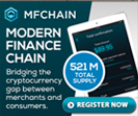 MFCHAIN
MODERN
FINANCE
CHAIN
Bridging the
cryptocurrency
gap between
merchants and
consumers.
521 M
TOTAL
SUPPLY
REGISTER NOW